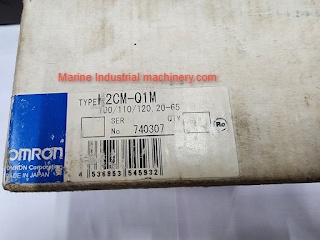 Marine Industrial machinery.com
TYPE H2CM-Q1M
100/110/120.20-65
SER QTY
No. 740307
OMRON
OMRON Corporation
MADE IN JAPAN
4 536853 545932